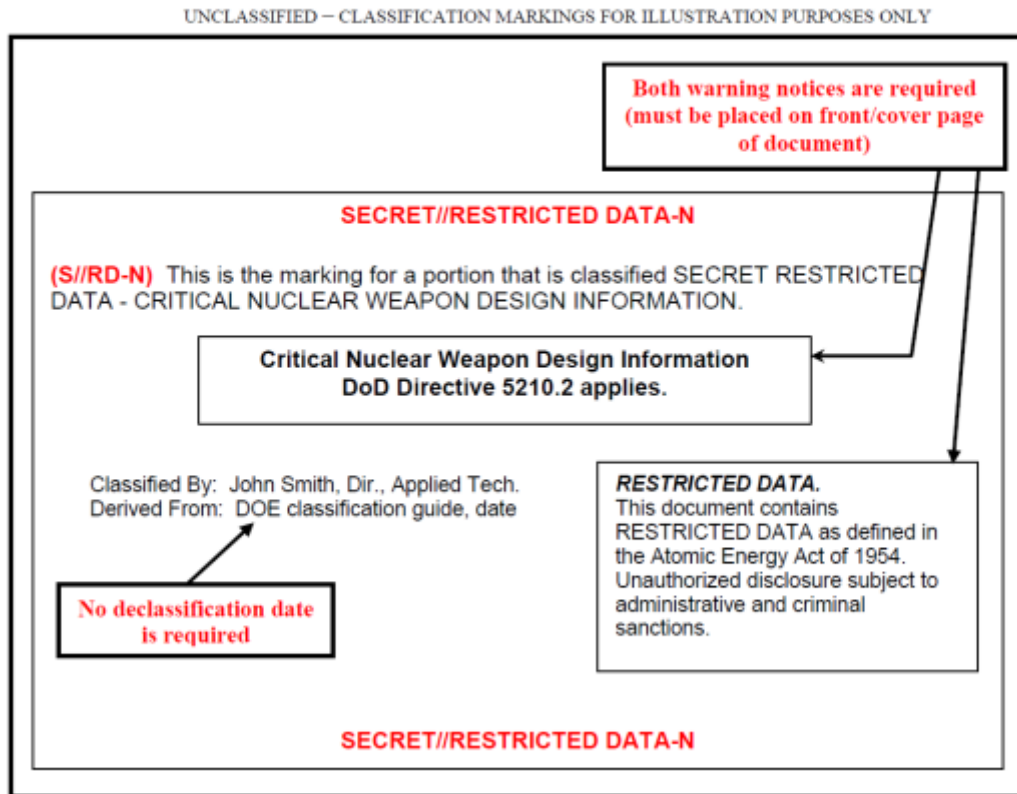 UNCLASSIFIED – CLASSIFICATION MARKINGS FOR ILLUSTRATION PURPOSES ONLY
Both warning notices are required
(must be placed on front/cover page
of document)
SECRET//RESTRICTED DATA-N
(S//RD-N) This is the marking for a portion that is classified SECRET RESTRICTED
DATA - CRITICAL NUCLEAR WEAPON DESIGN INFORMATION.
Critical Nuclear Weapon Design Information
DoD Directive 5210.2 applies.
Classified By: John Smith, Dir., Applied Tech.
Derived From: DOE classification guide, date
No declassification date
is required
RESTRICTED DATA.
This document contains
RESTRICTED DATA as defined in
the Atomic Energy Act of 1954.
Unauthorized disclosure subject to
administrative and criminal
sanctions.
SECRET//RESTRICTED DATA-N